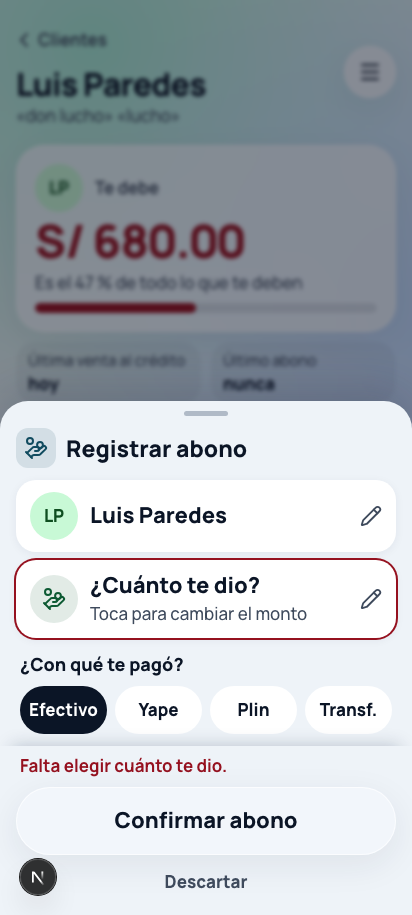 Clientes
Luis Paredes
«don lucho» «lucho»
LP Te debe
S/ 680.00
Es el 47 % de todo lo que te deben
Última venta al crédito
hoy
Último abono
nunca
Registrar abono
LP Luis Paredes
¿Cuánto te dio?
Toca para cambiar el monto
¿Con qué te pagó?
Efectivo Yape Plin Transf.
Falta elegir cuánto te dio.
Confirmar abono
N
Descartar